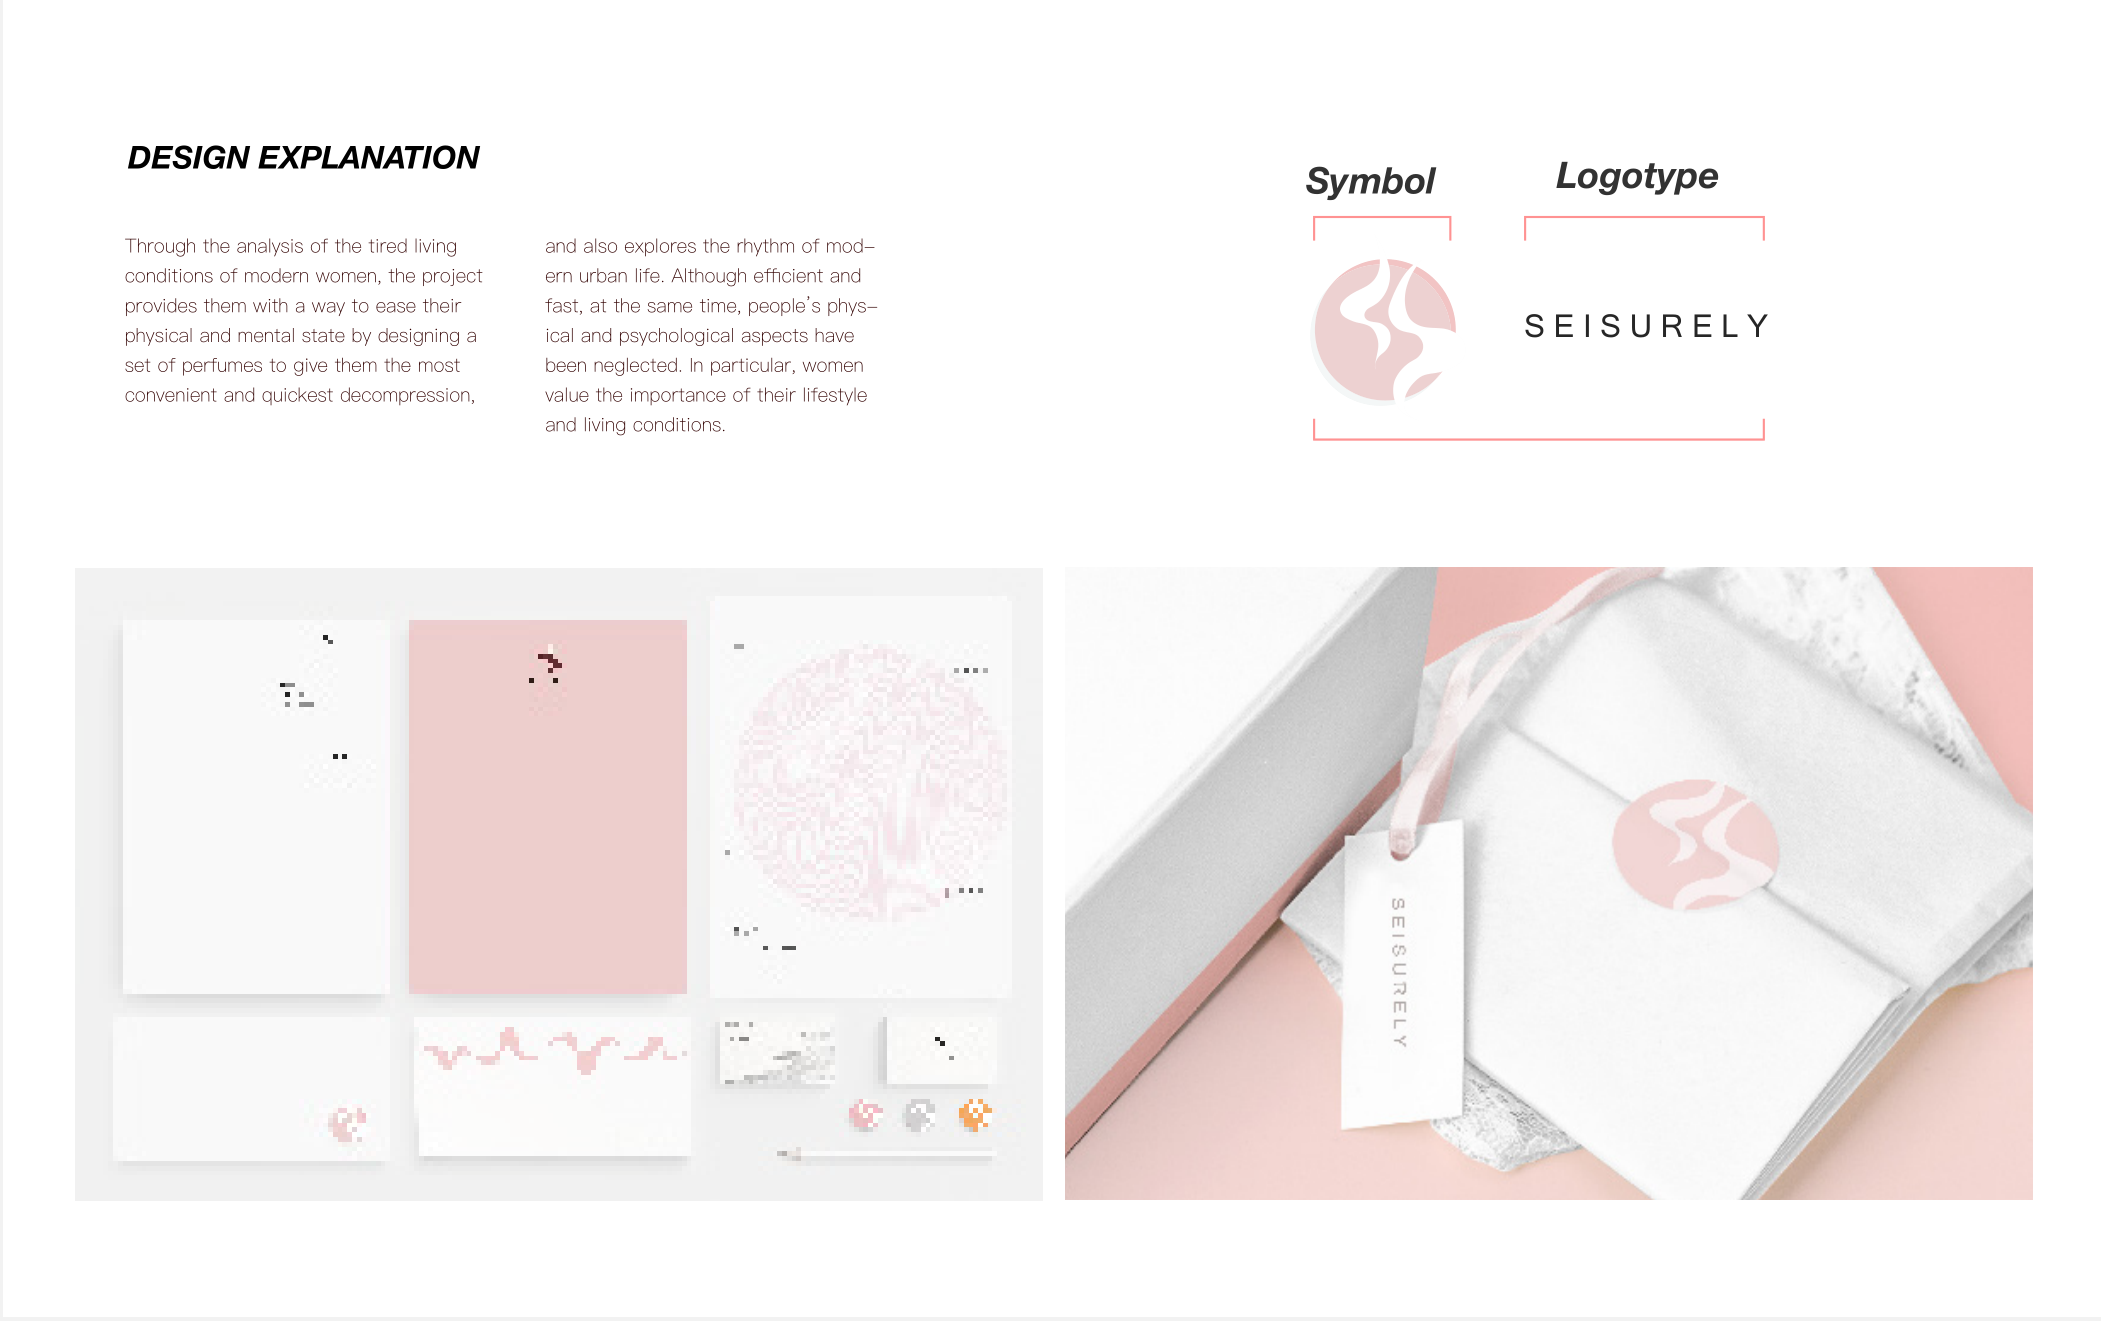 DESIGN EXPLANATION
Through the analysis of the tired living
conditions of modern women, the project
provides them with a way to ease their
physical and mental state by designing a
set of perfumes to give them the most
convenient and quickest decompression,
and also explores the rhythm of mod–
ern urban life. Although efficient and
fast, at the same time, people's phys–
ical and psychological aspects have
been neglected. In particular, women
value the importance of their lifestyle
and living conditions.
Symbol
Logotype
SEISURELY
SEISURELY